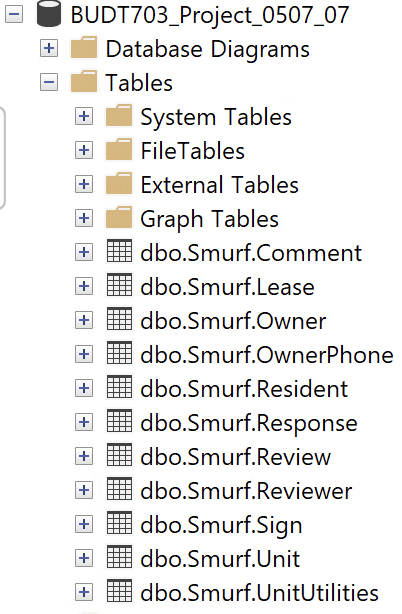 BUDT703_Project_0507_07
Database Diagrams
Tables
System Tables
FileTables
External Tables
Graph Tables
dbo.Smurf.Comment
dbo.Smurf.Lease
dbo.Smurf.Owner
dbo.Smurf.OwnerPhone
dbo.Smurf.Resident
dbo.Smurf.Response
dbo.Smurf.Review
dbo.Smurf.Reviewer
dbo.Smurf.Sign
dbo.Smurf.Unit
dbo.Smurf.UnitUtilities